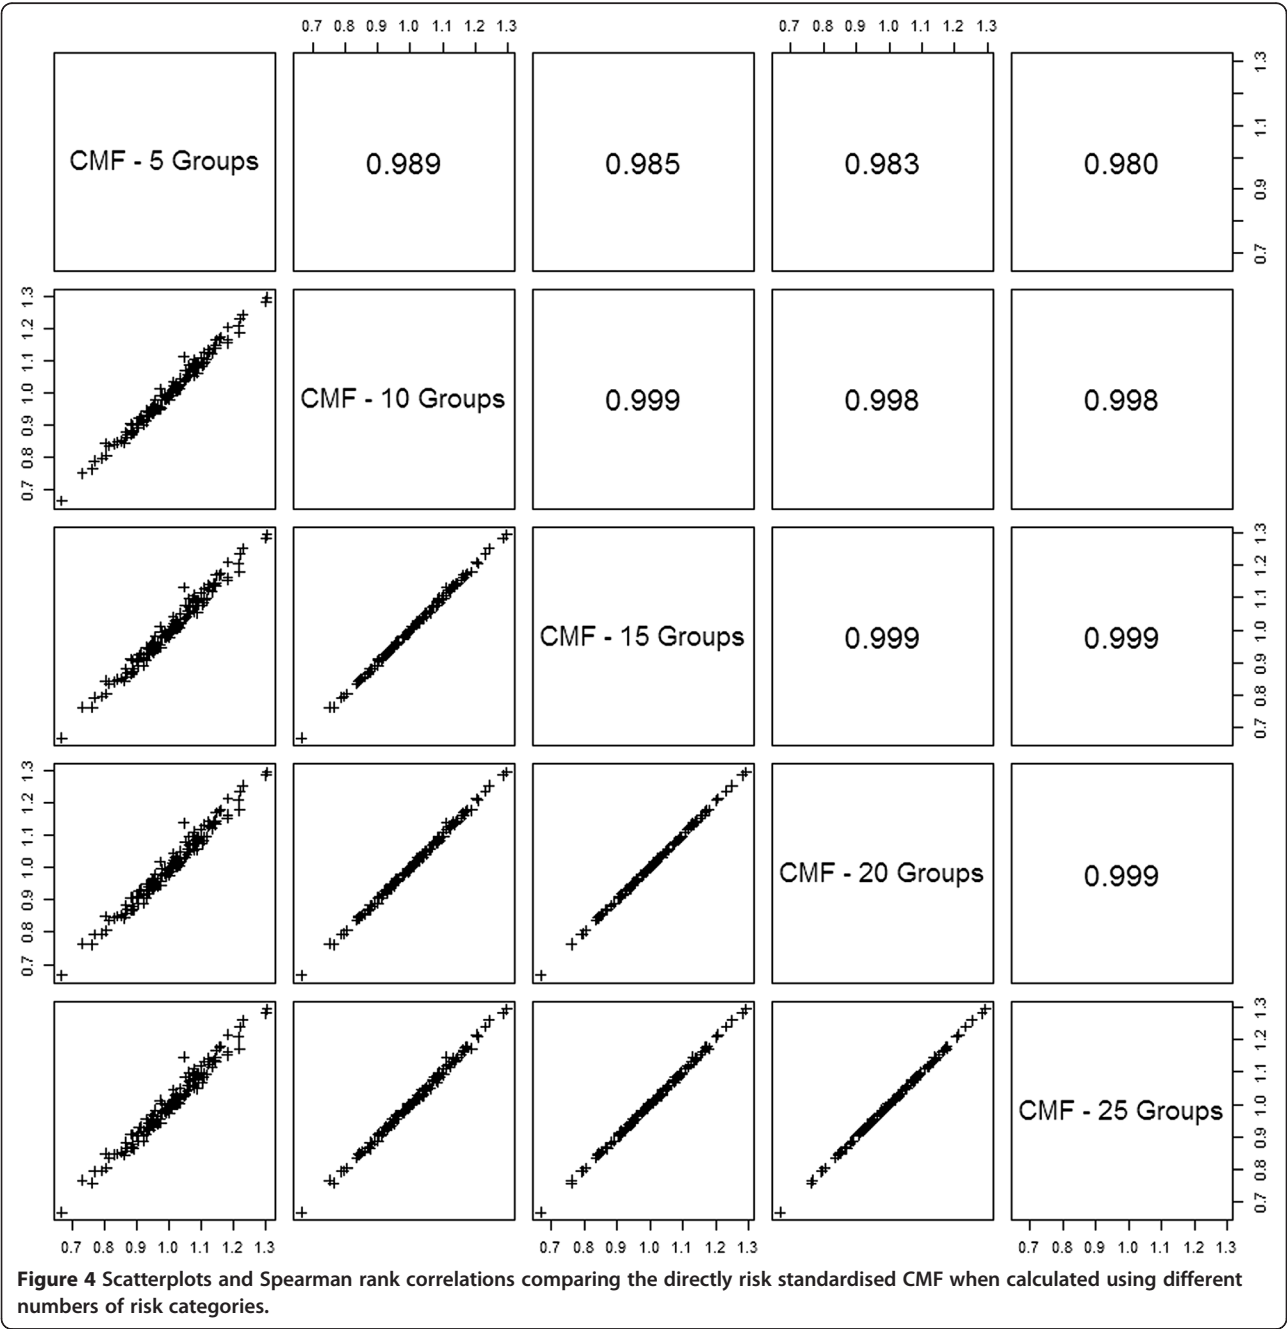 0.7 0.8 0.9 1.0 1.1 1.2 1.3 0.7 0.8 0.9 1.0 1.1 1.2 1.3
CMF - 5 Groups 0.989 0.985 0.983 0.980
0.7 0.9 1.1 1.3
0.7 0.8 0.9 1.0 1.1 1.2 1.3
CMF - 10 Groups 0.999 0.998 0.998
CMF - 15 Groups 0.999 0.999
0.7 0.8 0.9 1.0 1.1 1.2 1.3
0.7 0.8 0.9 1.0 1.1 1.2 1.3
CMF - 20 Groups 0.999
CMF - 25 Groups
0.7 0.8 0.9 1.0 1.1 1.2 1.3
0.7 0.8 0.9 1.0 1.1 1.2 1.3 0.7 0.8 0.9 1.0 1.1 1.2 1.3 0.7 0.8 0.9 1.0 1.1 1.2 1.3
Figure 4 Scatterplots and Spearman rank correlations comparing the directly risk standardised CMF when calculated using different
numbers of risk categories.